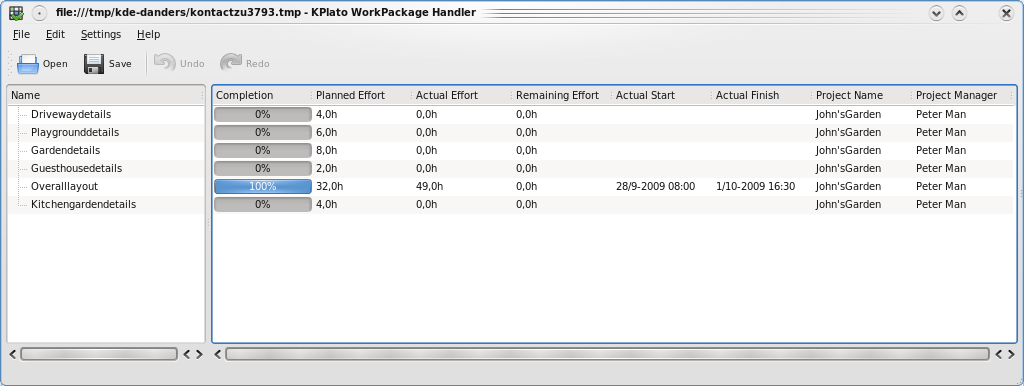 file:///tmp/kde-danders/kontactzu3793.tmp - KPlato WorkPackage Handler
File Edit Settings Help
Open Save Undo Redo
Name Completion Planned Effort Actual Effort Remaining Effort Actual Start Actual Finish Project Name Project Manager
Drivewaydetails 0% 4,0h 0,0h 0,0h John'sGarden Peter Man
Playgrounddetails 0% 6,0h 0,0h 0,0h John'sGarden Peter Man
Gardendetails 0% 8,0h 0,0h 0,0h John'sGarden Peter Man
Guesthousedetails 0% 2,0h 0,0h 0,0h John'sGarden Peter Man
Overalllayout 100% 32,0h 49,0h 0,0h 28/9-2009 08:00 1/10-2009 16:30 John'sGarden Peter Man
Kitchengardendetails 0% 4,0h 0,0h 0,0h John'sGarden Peter Man